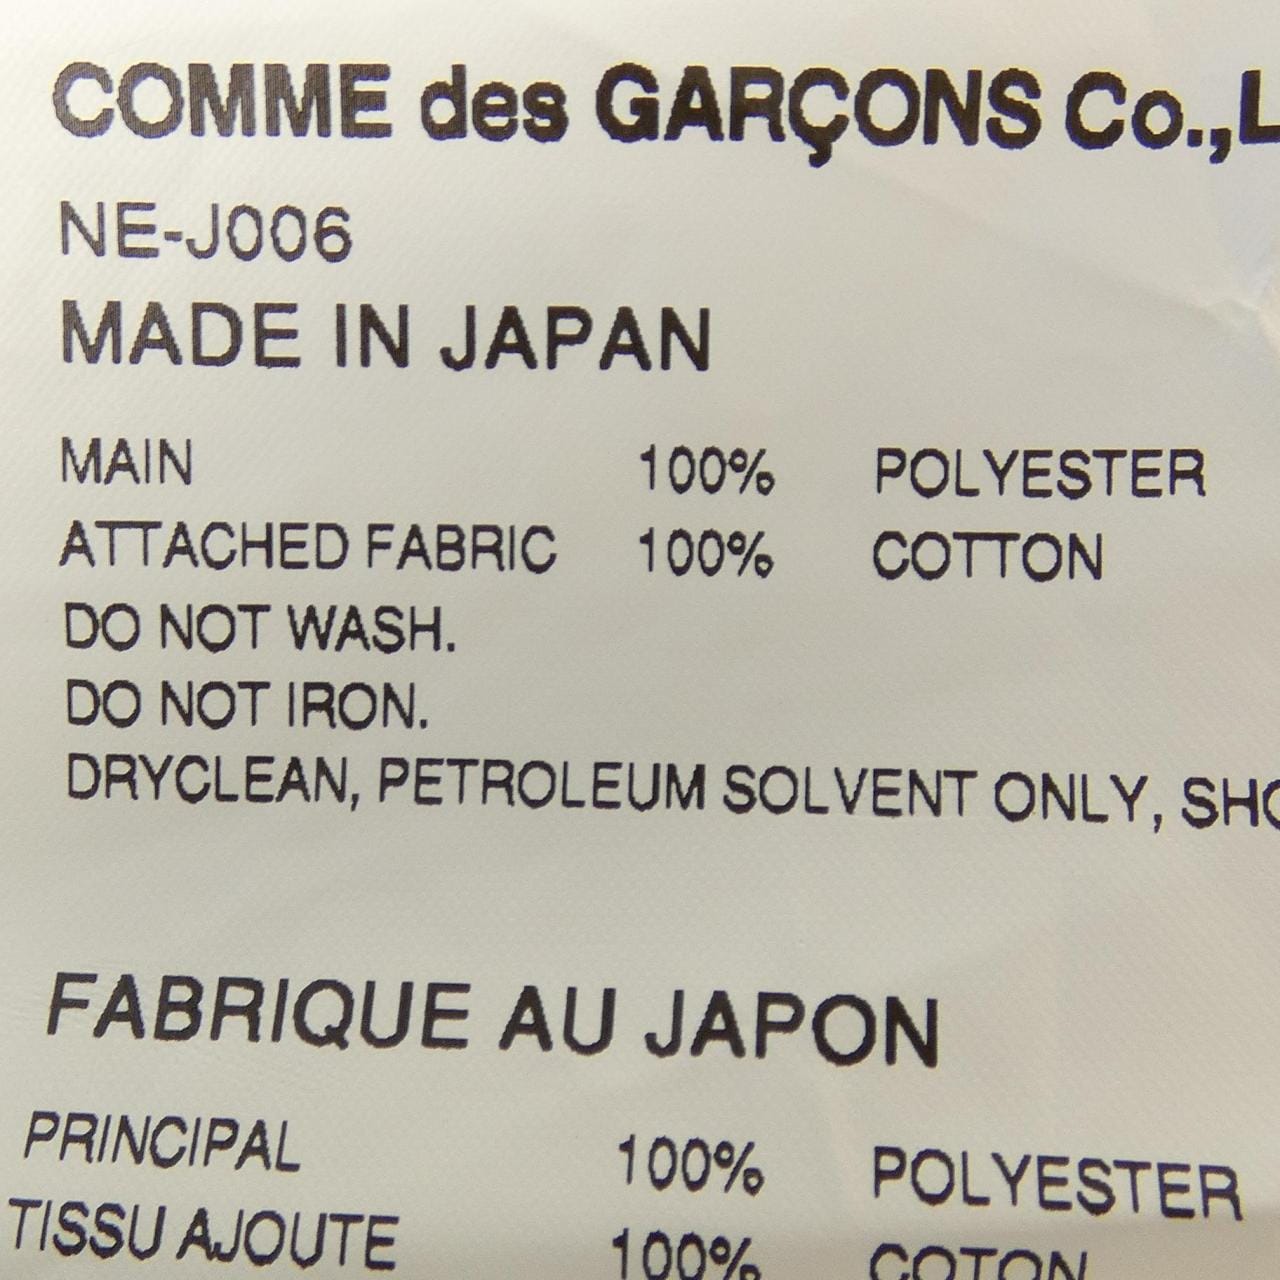 COMME des GARÇONS Co.,L
NE-J006
MADE IN JAPAN
MAIN 100% POLYESTER
ATTACHED FABRIC 100% COTTON
DO NOT WASH.
DO NOT IRON.
DRYCLEAN, PETROLEUM SOLVENT ONLY, SHO
FABRIQUE AU JAPON
PRINCIPAL 100% POLYESTER
TISSU AJOUTE 100% COTON